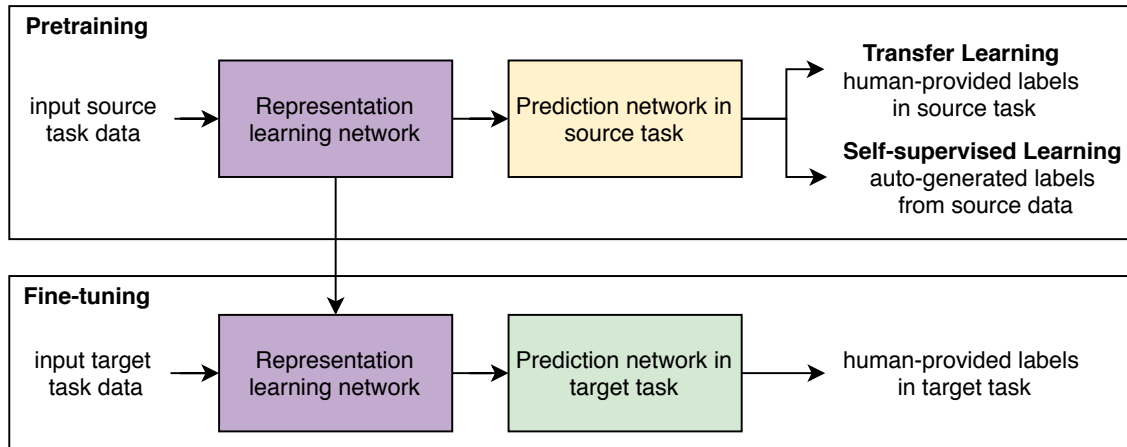 Pretraining
input source
task data
Representation
learning network
Prediction network in
source task
Transfer Learning
human-provided labels
in source task
Self-supervised Learning
auto-generated labels
from source data
Fine-tuning
input target
task data
Representation
learning network
Prediction network in
target task
human-provided labels
in target task